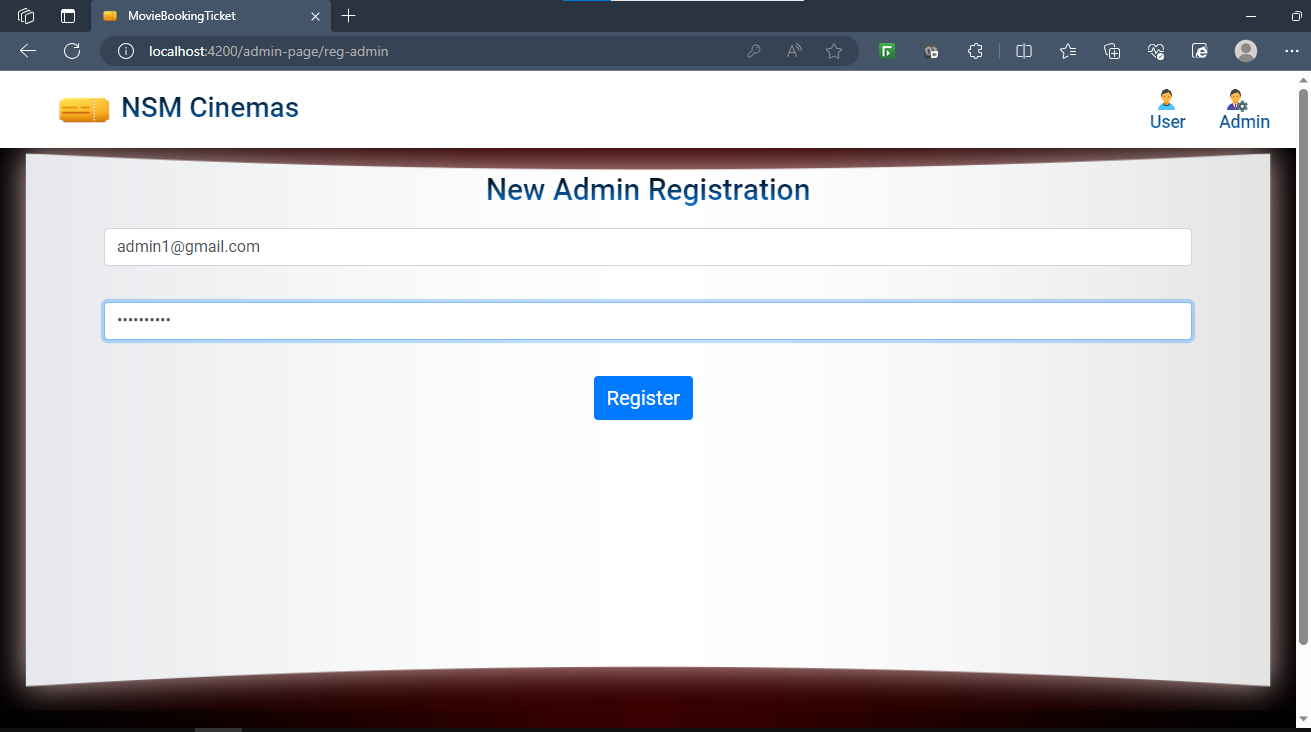 MovieBookingTicket
localhost:4200/admin-page/reg-admin
NSM Cinemas
User
Admin
New Admin Registration
admin1@gmail.com
••••••••••
Register